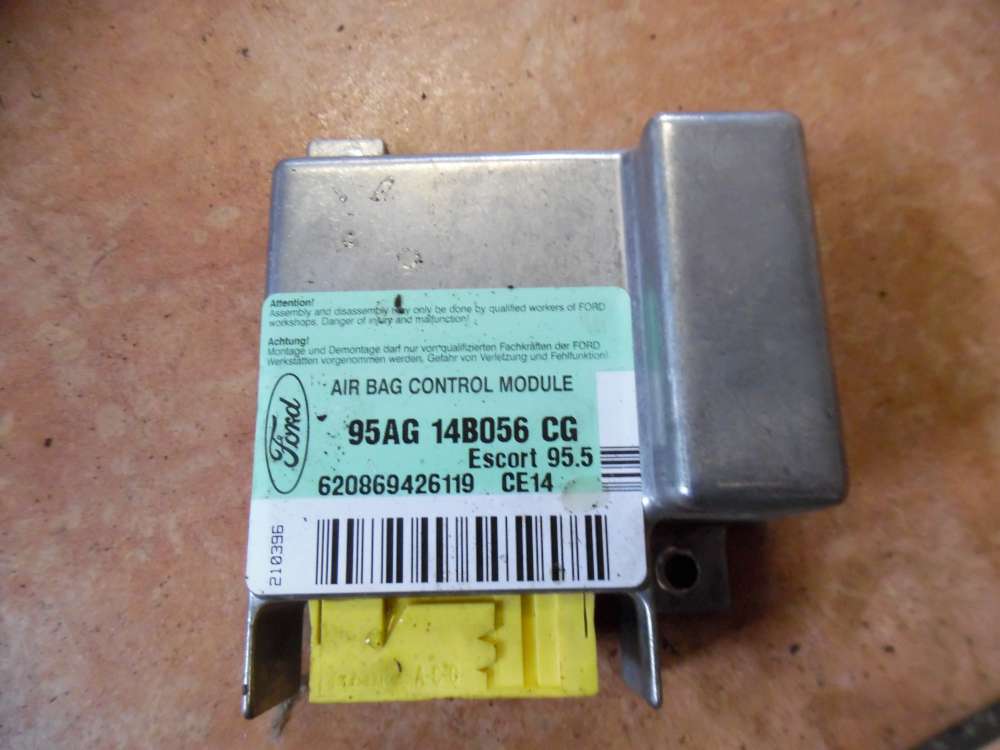 Attention!
Assembly and disassembly may only be done by qualified workers of FORD
workshops. Danger of injury and malfunction!
Achtung!
Montage und Demontage darf nur von qualifizierten Fachkräften der FORD
Werkstätten vorgenommen werden. Gefahr von Verletzung und Fehlfunktion!
Ford
AIR BAG CONTROL MODULE
95AG 14B056 CG
Escort 95.5
620869426119 CE14
210396